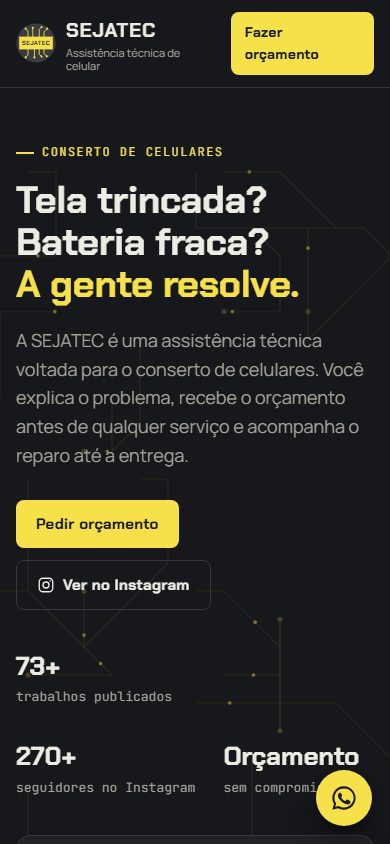 SEJATEC
SEJATEC
Assistência técnica de
celular
Fazer
orçamento
CONSERTO DE CELULARES
Tela trincada?
Bateria fraca?
A gente resolve.
A SEJATEC é uma assistência técnica
voltada para o conserto de celulares. Você
explica o problema, recebe o orçamento
antes de qualquer serviço e acompanha o
reparo até a entrega.
Pedir orçamento
Ver no Instagram
73+
trabalhos publicados
270+
seguidores no Instagram
Orçamento
sem